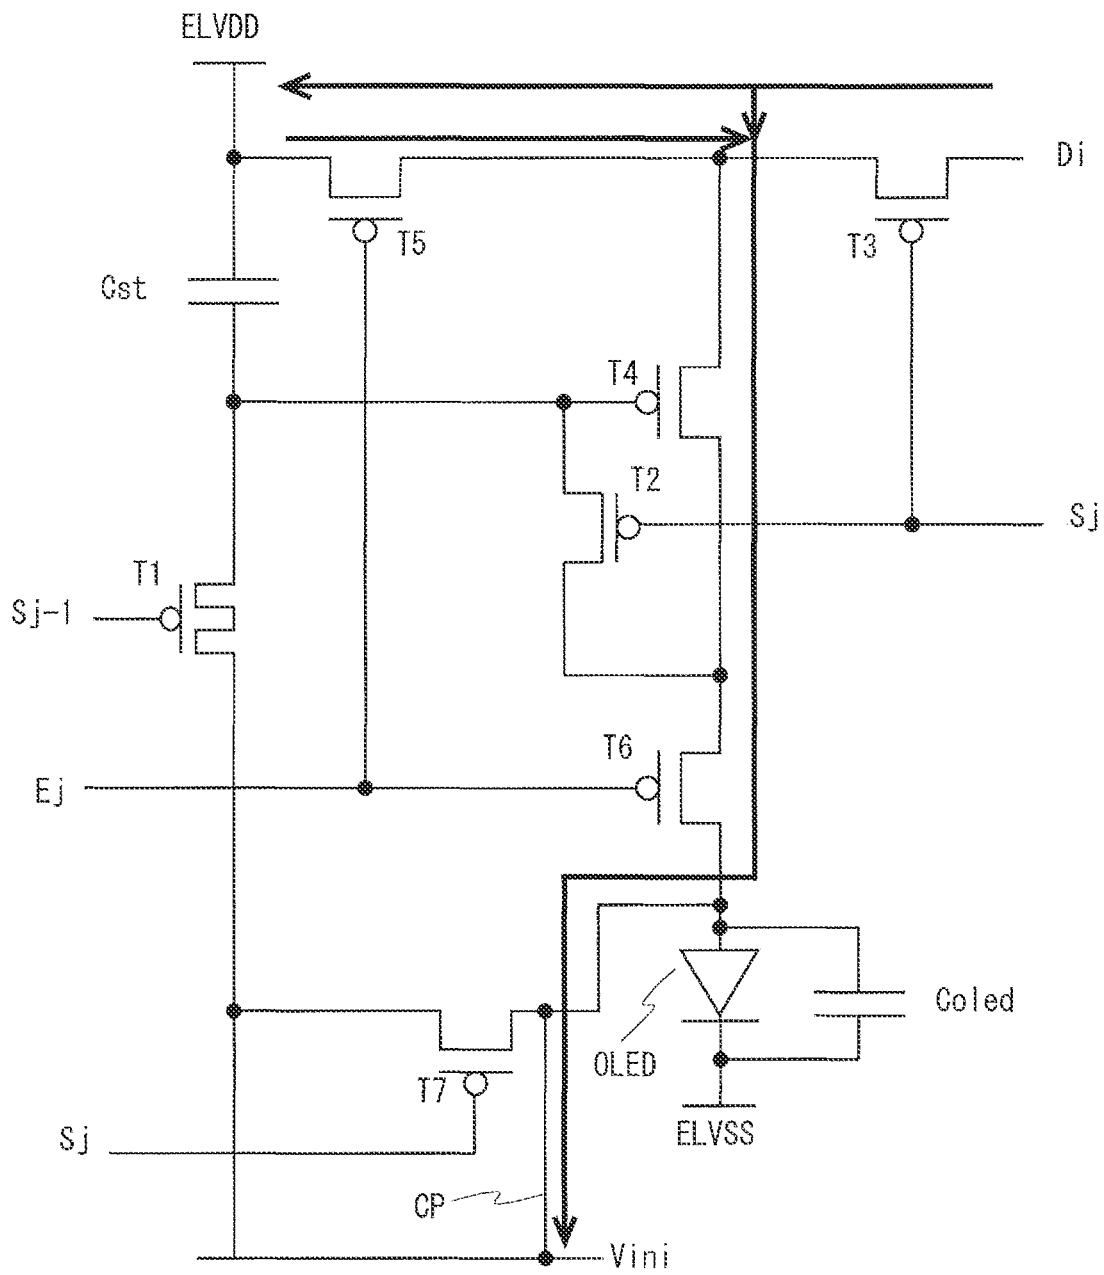 ELVDD
Di
T5
T3
Cst
T4
T2
Sj
T1
Sj-1
T6
Ej
Coled
OLED
T7
ELVSS
Sj
CP
Vini